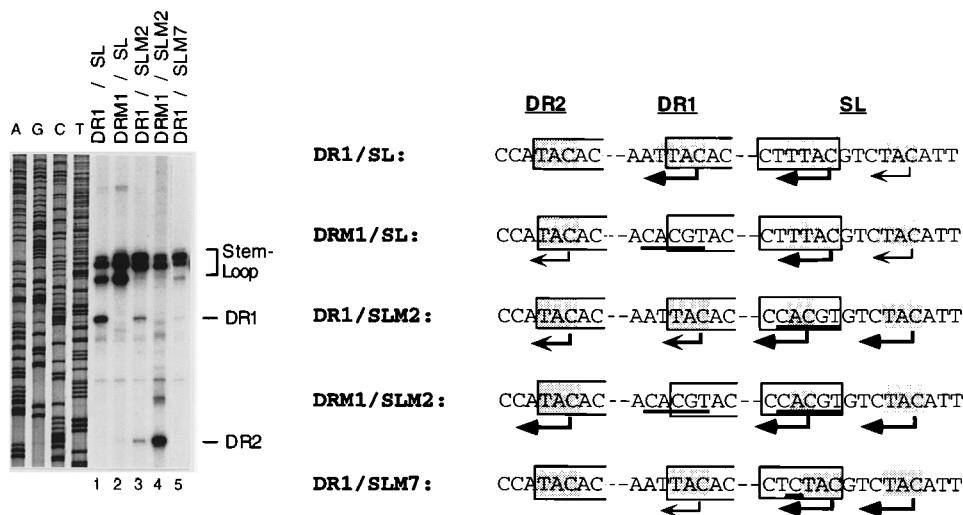 DR1 / SL
DRM1 / SL
DR1 / SLM2
DRM1 / SLM2
DR1 / SLM7
A G C T
Stem-
Loop
DR1
DR2
1 2 3 4 5
DR2 DR1 SL
DR1/SL: CCATACAC --- AATTACAC -- CTTTACGTCTACATT
DRM1/SL: CCATACAC --- ACACGTAC -- CTTTACGTCTACATT
DR1/SLM2: CCATACAC --- AATTACAC --- CCACGTGTCTACATT
DRM1/SLM2: CCATACAC --- ACACGTAC -- CCACGTGTCTACATT
DR1/SLM7: CCATACAC --- AATTACAC --- CTCTACGTCTACATT